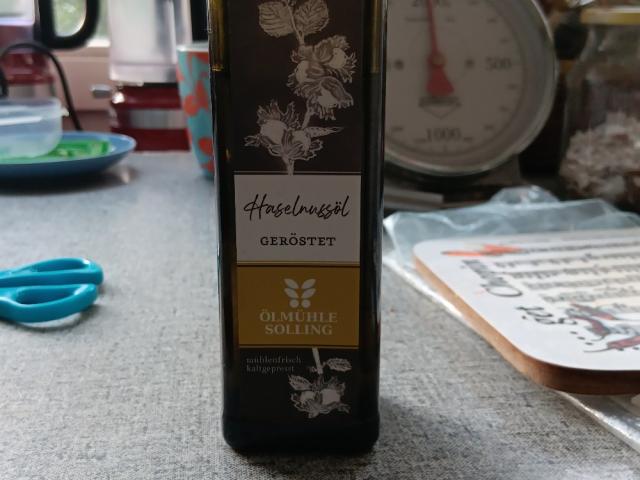 Haselnussöl
GERÖSTET
ÖLMÜHLE
SOLLING
mühlenfrisch
kaltgepresst
500
1000